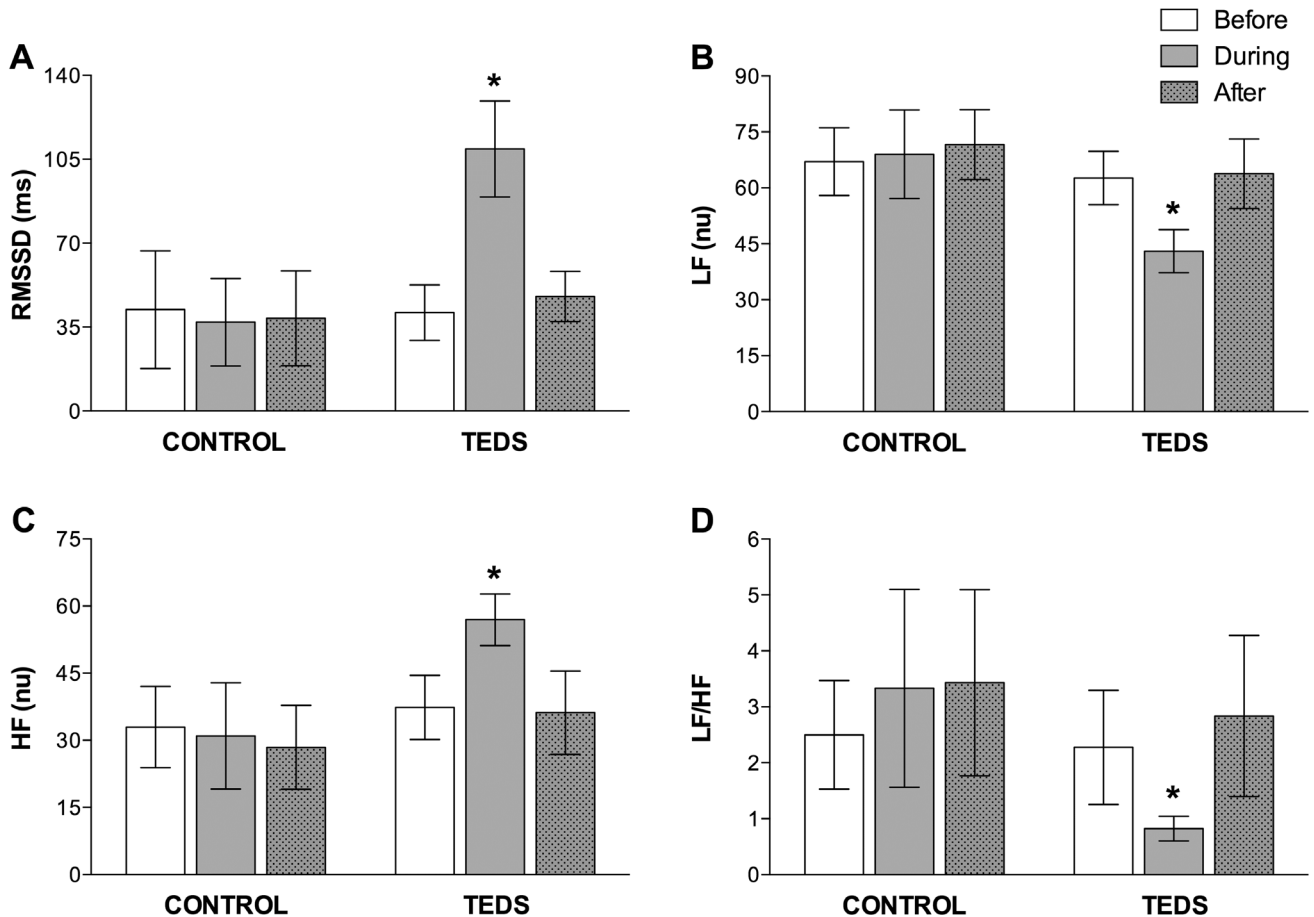 Before
During
After
A
140
105
70
35
0
RMSSD (ms)
*
CONTROL TEDS
B
90
75
60
45
30
15
0
LF (nu)
*
CONTROL TEDS
C
75
60
45
30
15
0
HF (nu)
*
CONTROL TEDS
D
6
5
4
3
2
1
0
LF/HF
*
CONTROL TEDS